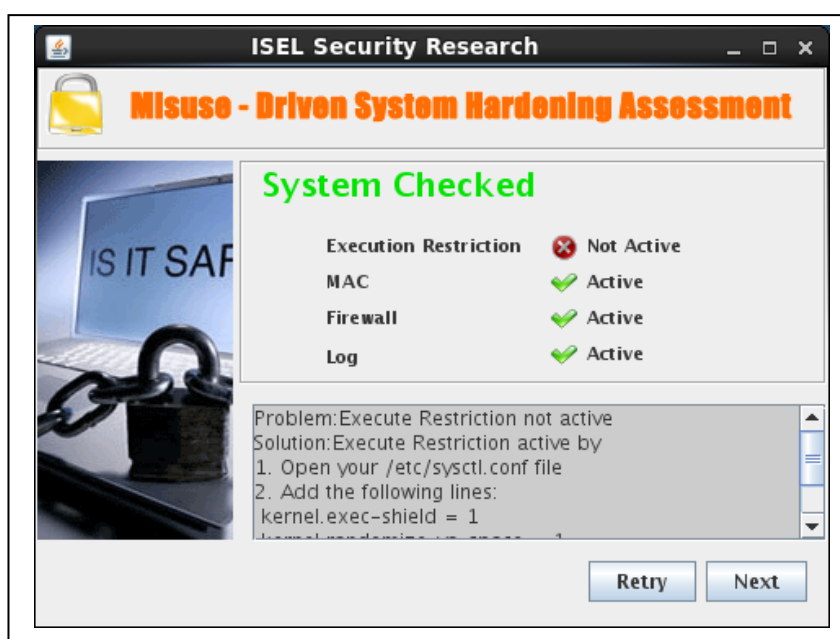 ISEL Security Research
Misuse - Driven System Hardening Assessment
IS IT SAF
System Checked
Execution Restriction Not Active
MAC Active
Firewall Active
Log Active
Problem:Execute Restriction not active
Solution:Execute Restriction active by
1. Open your /etc/sysctl.conf file
2. Add the following lines:
kernel.exec-shield = 1
Retry Next